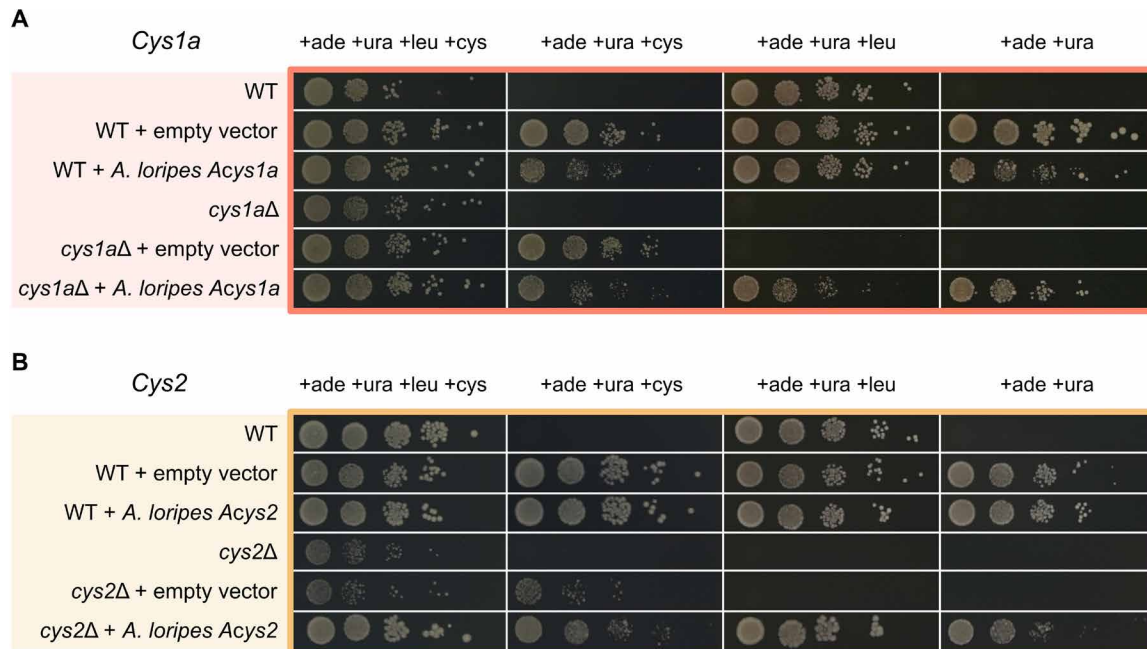 A
Cys1a +ade +ura +leu +cys +ade +ura +cys +ade +ura +leu +ade +ura
WT
WT + empty vector
WT + A. loripes Acys1a
cys1aΔ
cys1aΔ + empty vector
cys1aΔ + A. loripes Acys1a
B
Cys2 +ade +ura +leu +cys +ade +ura +cys +ade +ura +leu +ade +ura
WT
WT + empty vector
WT + A. loripes Acys2
cys2Δ
cys2Δ + empty vector
cys2Δ + A. loripes Acys2